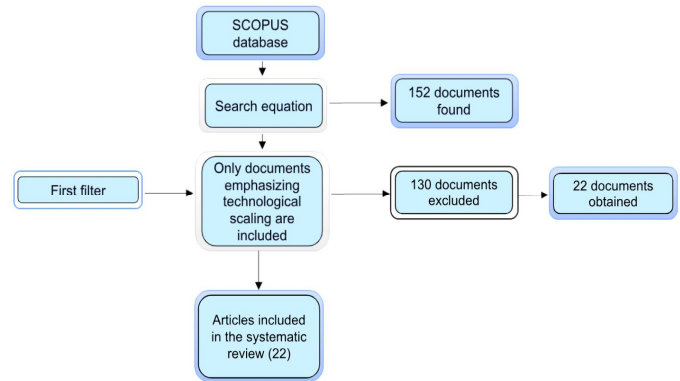 SCOPUS
database
Search equation
152 documents
found
First filter
Only documents
emphasizing
technological
scaling are
included
130 documents
excluded
22 documents
obtained
Articles included
in the systematic
review (22)